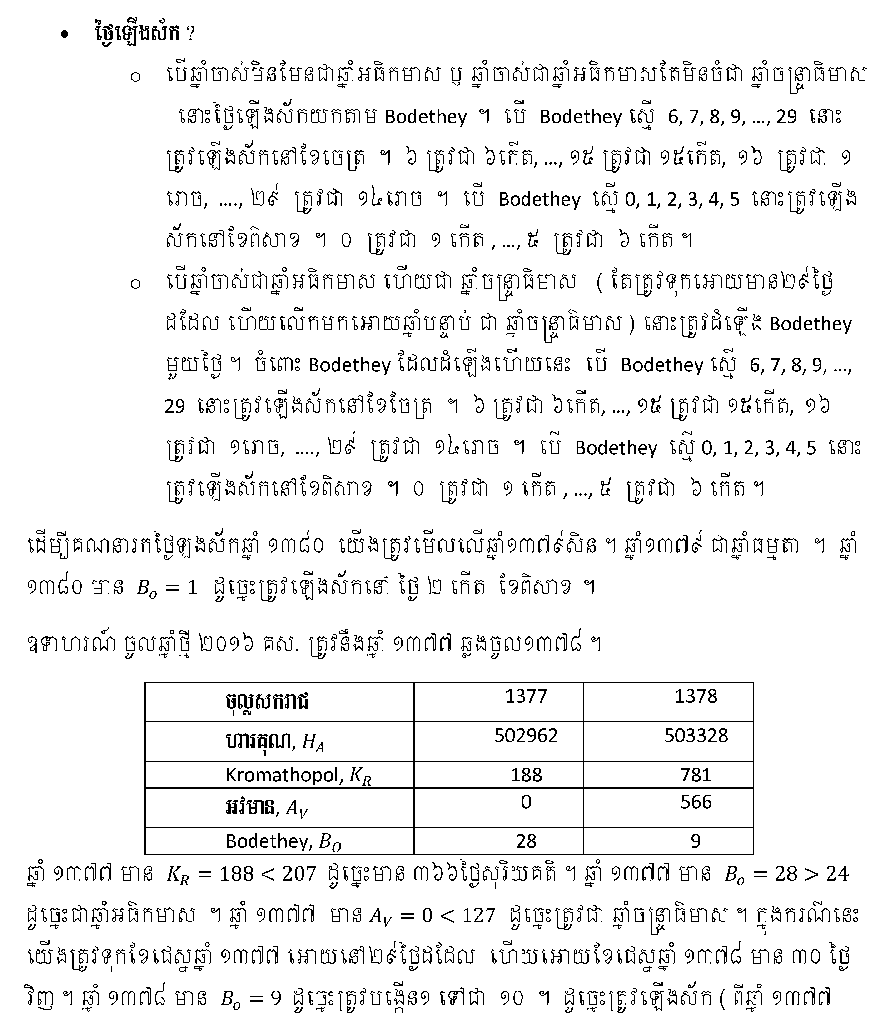 • ថ្ងៃឡើងស័ក ?
o បើឆ្នាំចាស់មិនមែនជាឆ្នាំអធិកមាស ឬ ឆ្នាំចាស់ជាឆ្នាំអធិកមាសតែមិនចំជា ឆ្នាំចន្ទ្រាធិមាស
នោះថ្ងៃឡើងស័កយកតាម Bodethey ។ បើ Bodethey ស្មើ 6, 7, 8, 9, …, 29 នោះ
ត្រូវឡើងស័កនៅខែចេត្រ ។ ៦ ត្រូវជា ៦កើត, …, ១៥ ត្រូវជា ១៥កើត, ១៦ ត្រូវជា ១
រោច, …., ២៩ ត្រូវជា ១៤រោច ។ បើ Bodethey ស្មើ 0, 1, 2, 3, 4, 5 នោះត្រូវឡើង
ស័កនៅខែពិសាខ ។ 0 ត្រូវជា ១ កើត , …, ៥ ត្រូវជា ៦ កើត ។
o បើឆ្នាំចាស់ជាឆ្នាំអធិកមាស ហើយជា ឆ្នាំចន្ទ្រាធិមាស ( តែត្រូវទុកអោយមាន២៩ថ្ងៃ
ដដែល ហើយលើកមកអោយឆ្នាំបន្ទាប់ ជា ឆ្នាំចន្ទ្រាធិមាស ) នោះត្រូវដំឡើង Bodethey
មួយថ្ងៃ ។ ចំពោះ Bodethey ដែលដំឡើងហើយនេះ បើ Bodethey ស្មើ 6, 7, 8, 9, …,
29 នោះត្រូវឡើងស័កនៅខែចែត្រ ។ ៦ ត្រូវជា ៦កើត, …, ១៥ ត្រូវជា ១៥កើត, ១៦
ត្រូវជា ១រោច, …., ២៩ ត្រូវជា ១៤រោច ។ បើ Bodethey ស្មើ 0, 1, 2, 3, 4, 5 នោះ
ត្រូវឡើងស័កនៅខែពិសាខ ។ 0 ត្រូវជា ១ កើត , …, ៥ ត្រូវជា ៦ កើត ។
ដើម្បីគណនារកថ្ងៃឡងស័កឆ្នាំ ១៣៨០ យើងត្រូវមើលលើឆ្នាំ១៣៧៩សិន ។ ឆ្នាំ១៣៧៩ ជាឆ្នាំធម្មតា ។ ឆ្នាំ
១៣៨០ មាន Bₒ = 1 ដូច្នេះត្រូវឡើងស័កនៅ ថ្ងៃ ២ កើត ខែពិសាខ ។
ឧទាហរណ៍ ចូលឆ្នាំថ្មី ២០១៦ គស. ត្រូវនឹងឆ្នាំ ១៣៧៧ ឆ្លងចូល១៣៧៨ ។
ចុល្លសករាជ 1377 1378
ហារគុណ, H_A 502962 503328
Kromathopol, K_R 188 781
អវមាន, A_V 0 566
Bodethey, B_O 28 9
ឆ្នាំ ១៣៧៧ មាន K_R = 188 < 207 ដូច្នេះមាន ៣៦៦ថ្ងៃសុរិយគតិ ។ ឆ្នាំ ១៣៧៧ មាន Bₒ = 28 > 24
ដូច្នេះជាឆ្នាំអធិកមាស ។ ឆ្នាំ ១៣៧៧ មាន A_V = 0 < 127 ដូច្នេះត្រូវជា ឆ្នាំចន្ទ្រាធិមាស ។ ក្នុងករណីនេះ
យើងត្រូវទុកខែជេស្ឋឆ្នាំ ១៣៧៧ អោយនៅ២៩ថ្ងៃដដែល ហើយអោយខែជេស្ឋឆ្នាំ ១៣៧៨ មាន ៣០ ថ្ងៃ
វិញ ។ ឆ្នាំ ១៣៧៨ មាន Bₒ = 9 ដូច្នេះត្រូវបង្កើន១ ទៅជា ១០ ។ ដូច្នេះត្រូវឡើងស័ក ( ពីឆ្នាំ ១៣៧៧